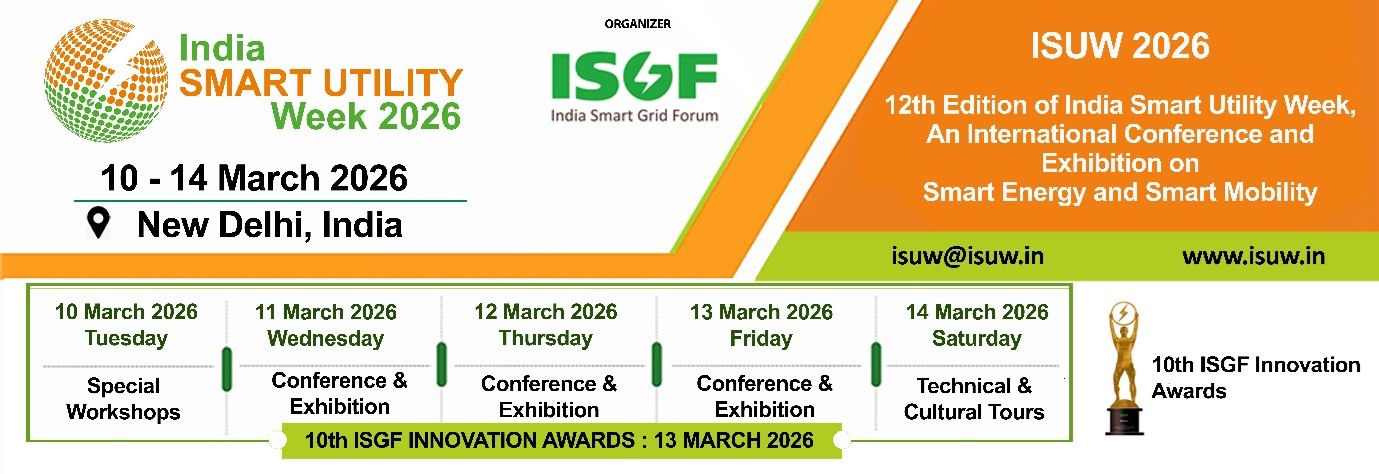 India
SMART UTILITY
Week 2026
10 - 14 March 2026
New Delhi, India
ORGANIZER
ISGF
India Smart Grid Forum
ISUW 2026
12th Edition of India Smart Utility Week,
An International Conference and
Exhibition on
Smart Energy and Smart Mobility
isuw@isuw.in
www.isuw.in
10 March 2026
Tuesday
Special
Workshops
11 March 2026
Wednesday
Conference &
Exhibition
12 March 2026
Thursday
Conference &
Exhibition
13 March 2026
Friday
Conference &
Exhibition
14 March 2026
Saturday
Technical &
Cultural Tours
10th ISGF INNOVATION AWARDS : 13 MARCH 2026
10th ISGF Innovation
Awards